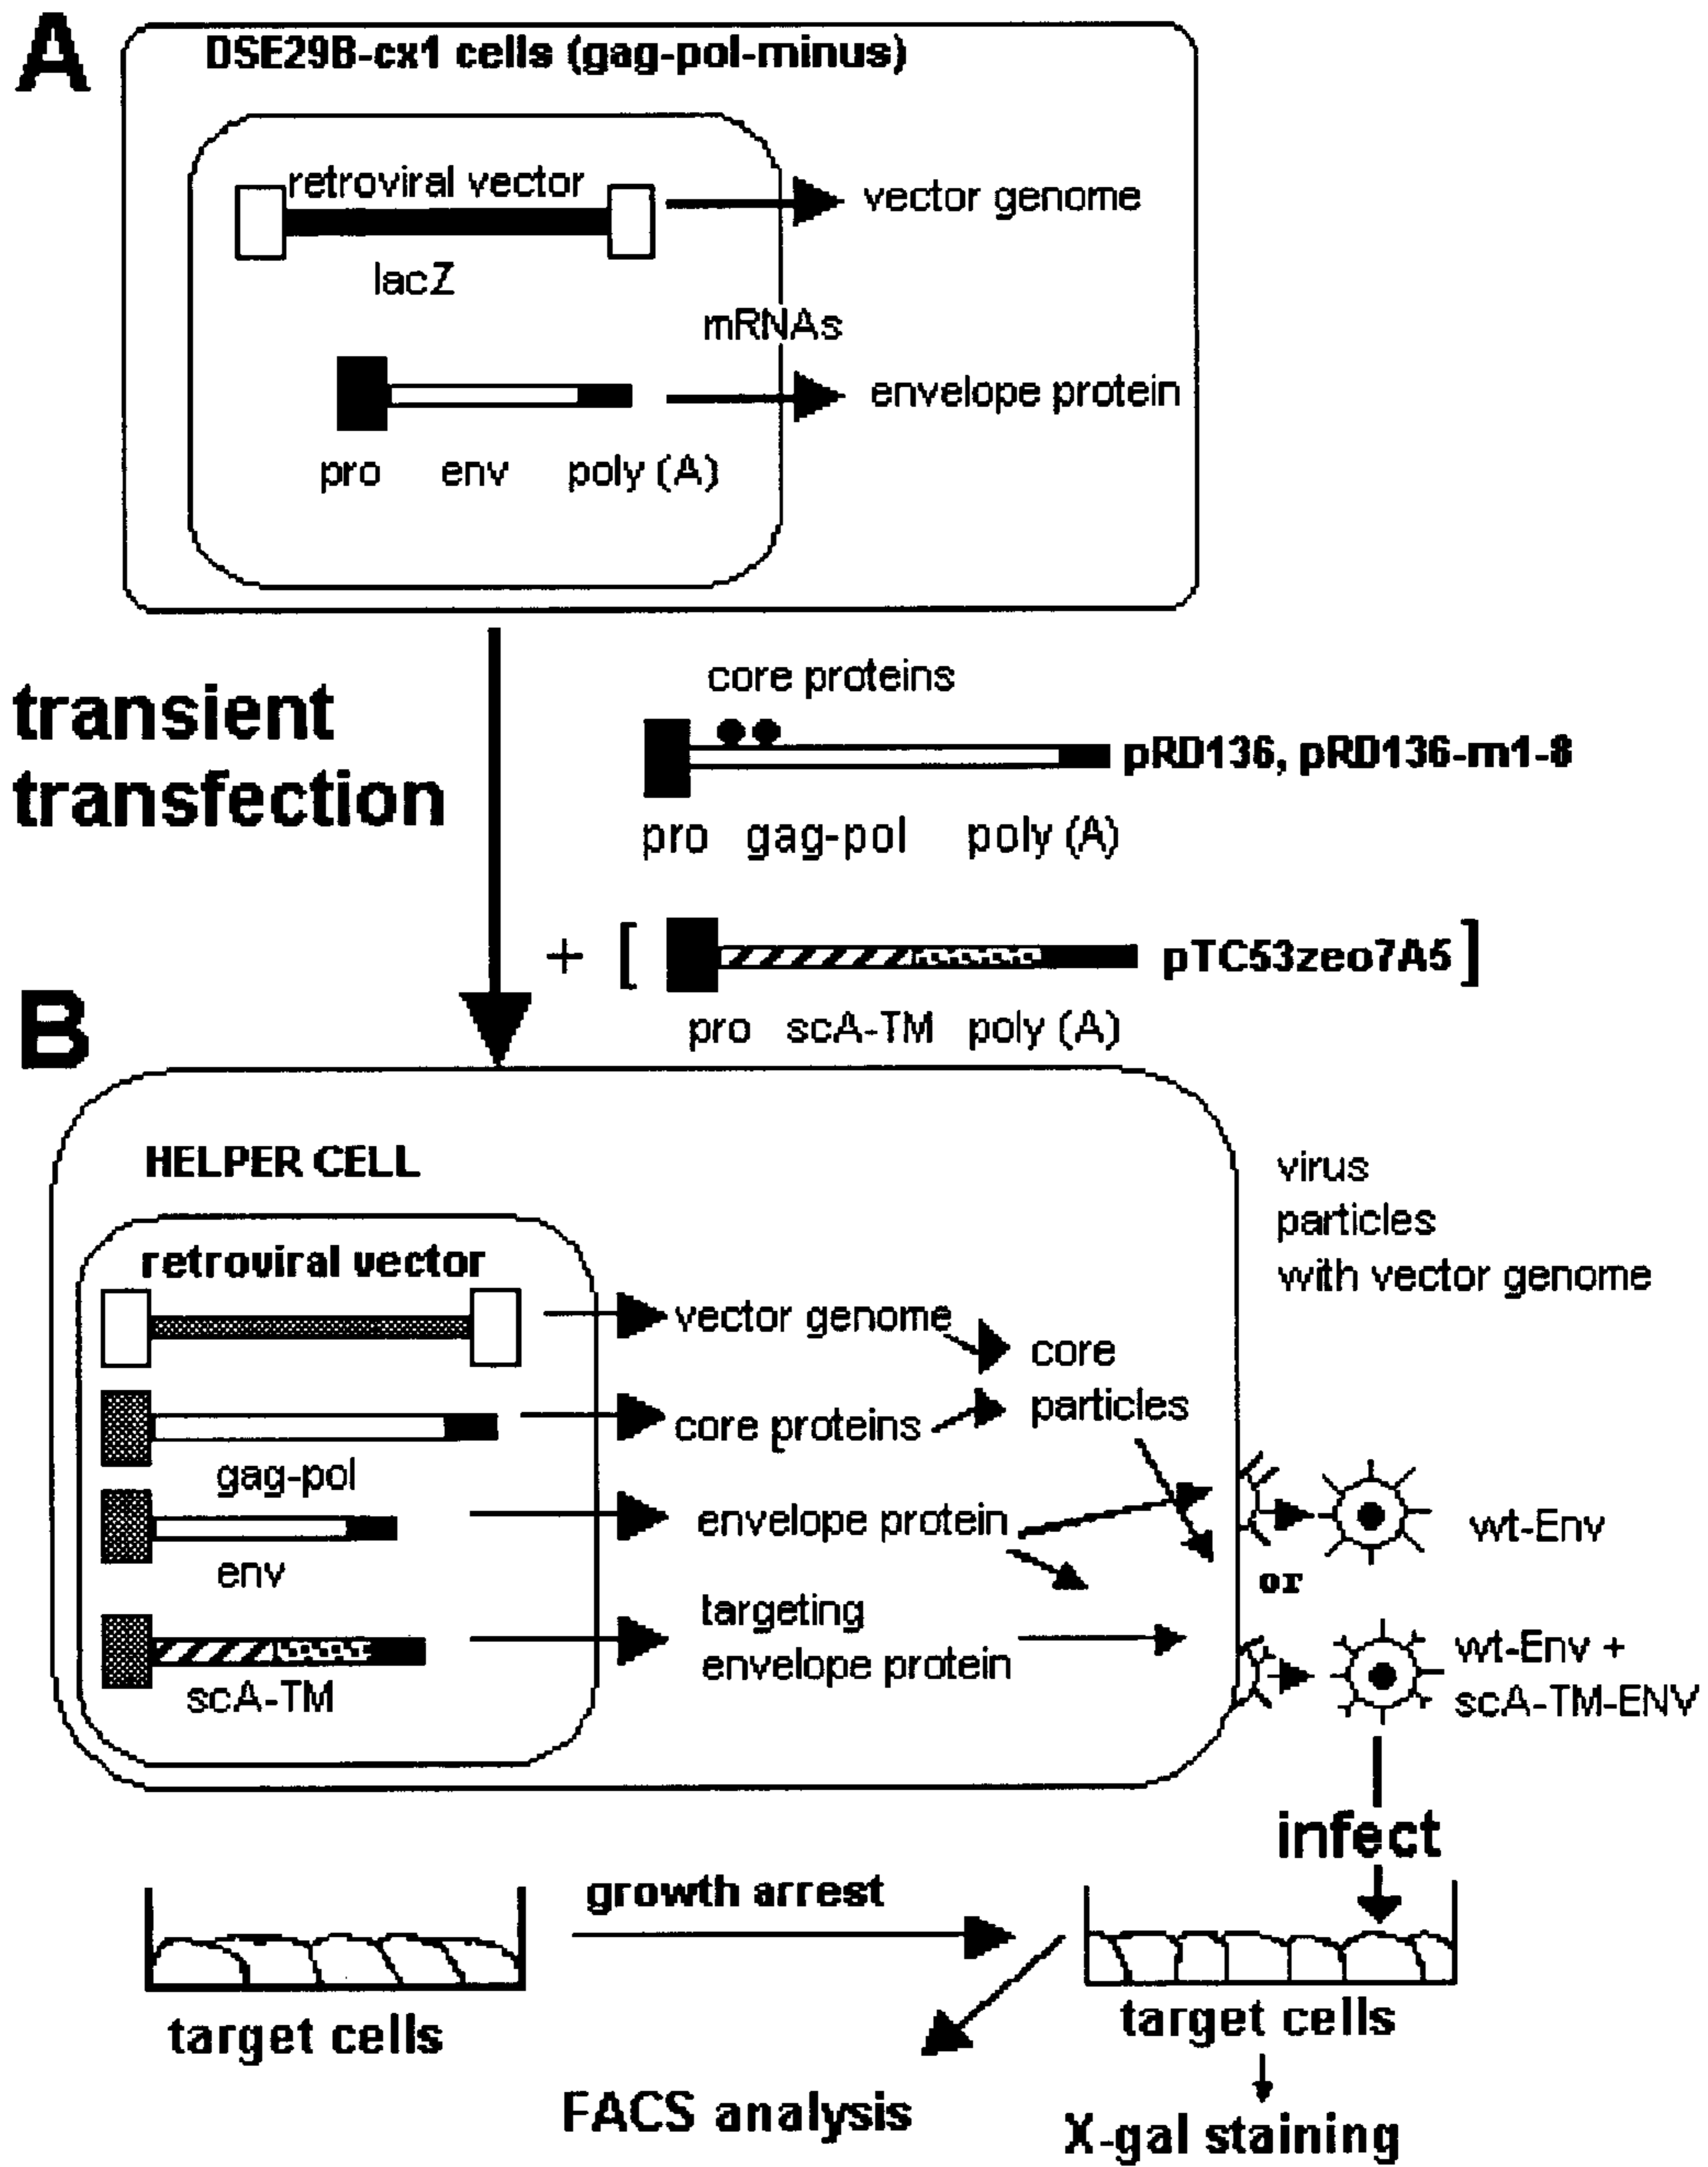 A
DSE29B-cx1 cells (gag-pol-minus)
retroviral vector
vector genome
lacZ
mRNAs
envelope protein
pro env poly (A)
transient
transfection
core proteins
pRD136, pRD136-m1-8
pro gag-pol poly (A)
+ [ pTC53zeo7A5 ]
pro scA-TM poly (A)
B
HELPER CELL
virus
particles
with vector genome
retroviral vector
vector genome
core
particles
core proteins
gag-pol
envelope protein
wt-Env
env
or
targeting
envelope protein
wt-Env +
scA-TM-ENV
scA-TM
infect
growth arrest
target cells
target cells
FACS analysis
X-gal staining